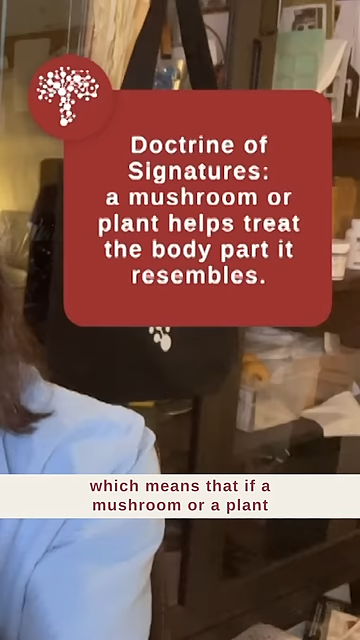 Doctrine of
Signatures:
a mushroom or
plant helps treat
the body part it
resembles.
which means that if a
mushroom or a plant